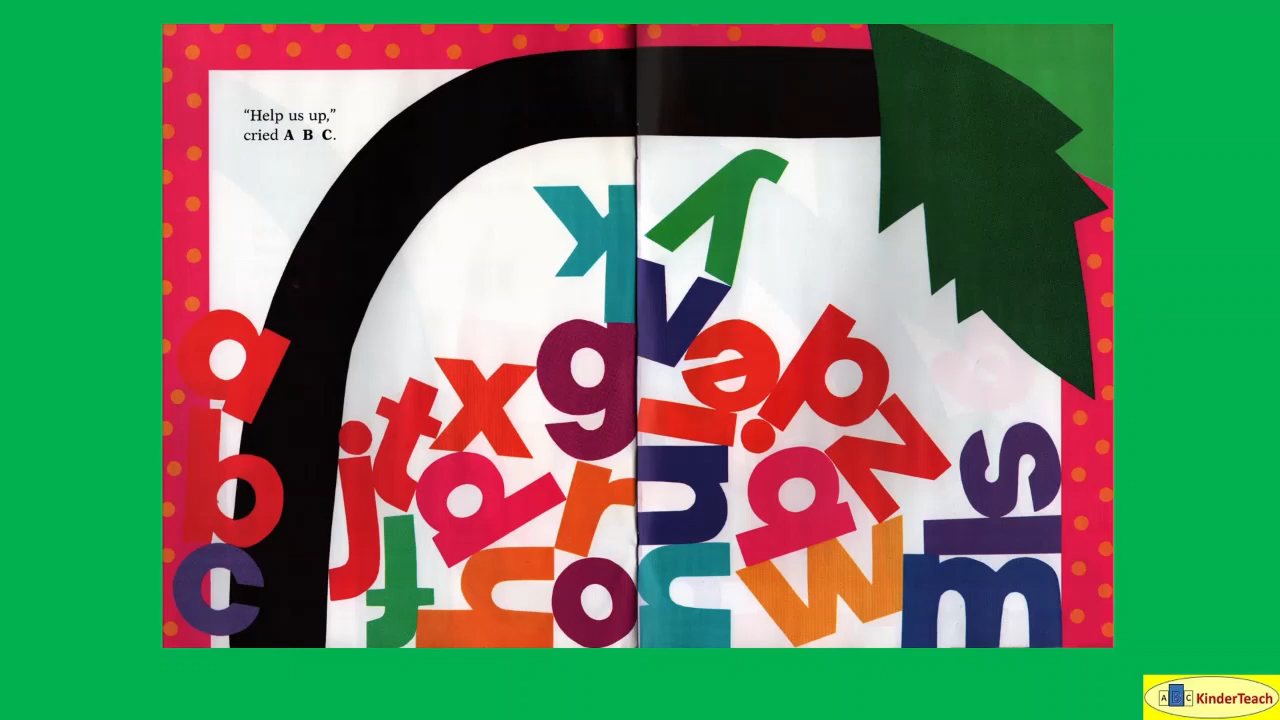 “Help us up,”
cried A B C.
k
y
v
g
e
d
x
t
i
z
a
l
j
s
b
d
r
n
q
l
c
f
h
o
u
w
m
A B C KinderTeach